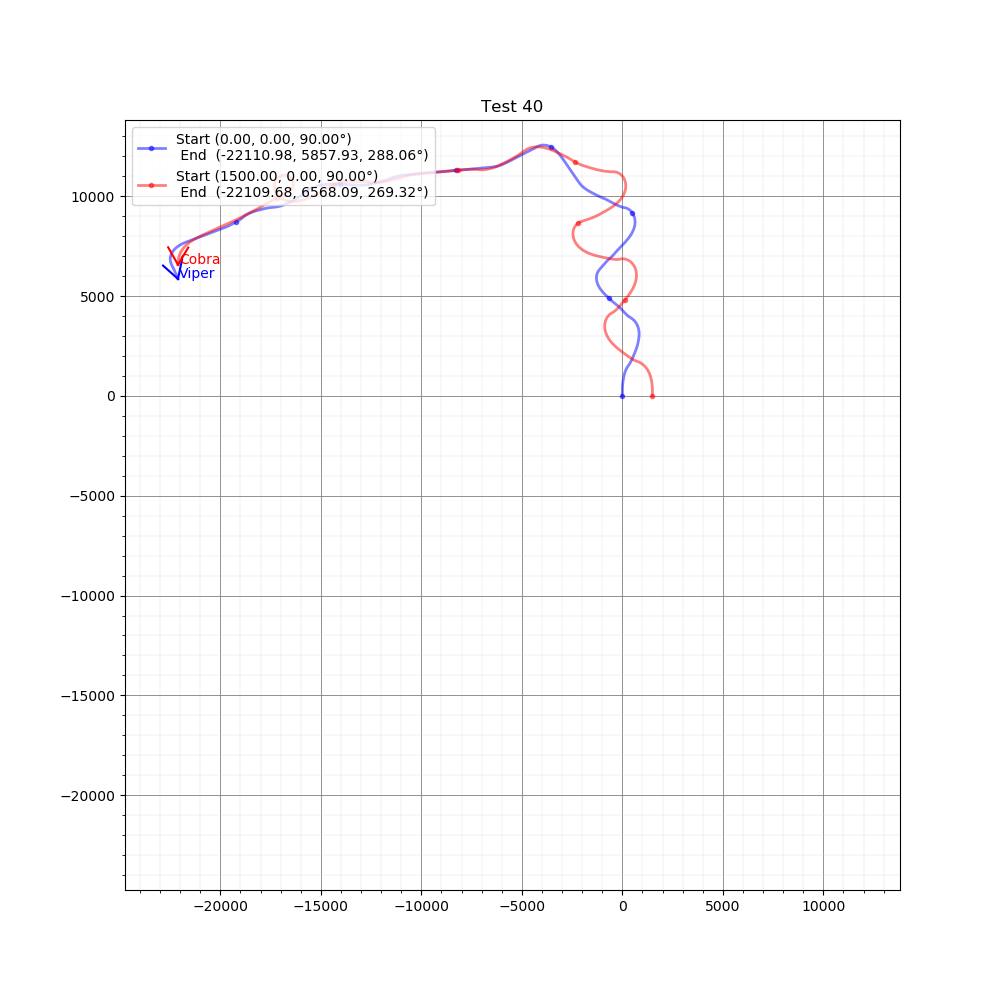 Test 40
Start (0.00, 0.00, 90.00°)
End  (-22110.98, 5857.93, 288.06°)
Start (1500.00, 0.00, 90.00°)
End  (-22109.68, 6568.09, 269.32°)
10000
Cobra
Viper
5000
0
−5000
−10000
−15000
−20000
−20000 −15000 −10000 −5000 0 5000 10000